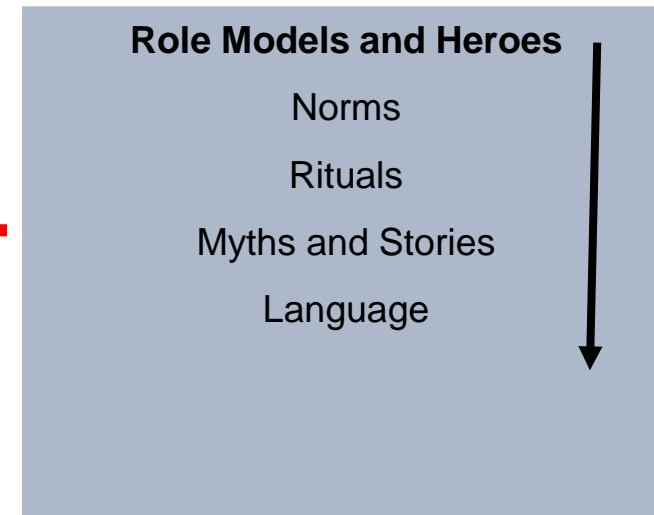 Role Models and Heroes
Norms
Rituals
Myths and Stories
Language